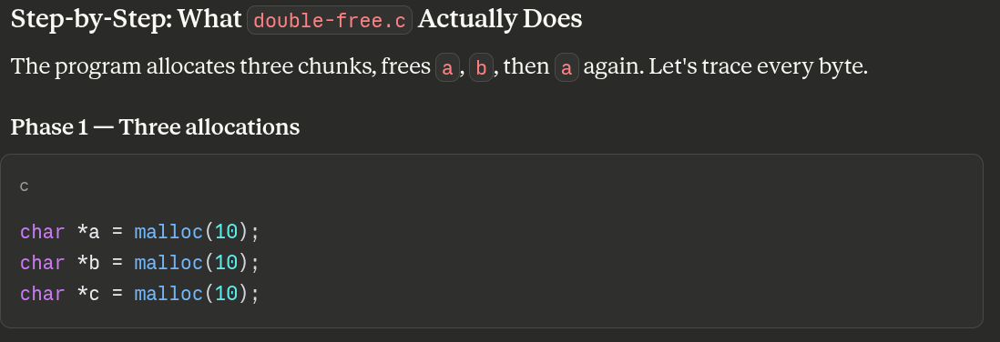 Step-by-Step: What double-free.c Actually Does
The program allocates three chunks, frees a, b, then a again. Let's trace every byte.
Phase 1 — Three allocations
c
char *a = malloc(10);
char *b = malloc(10);
char *c = malloc(10);